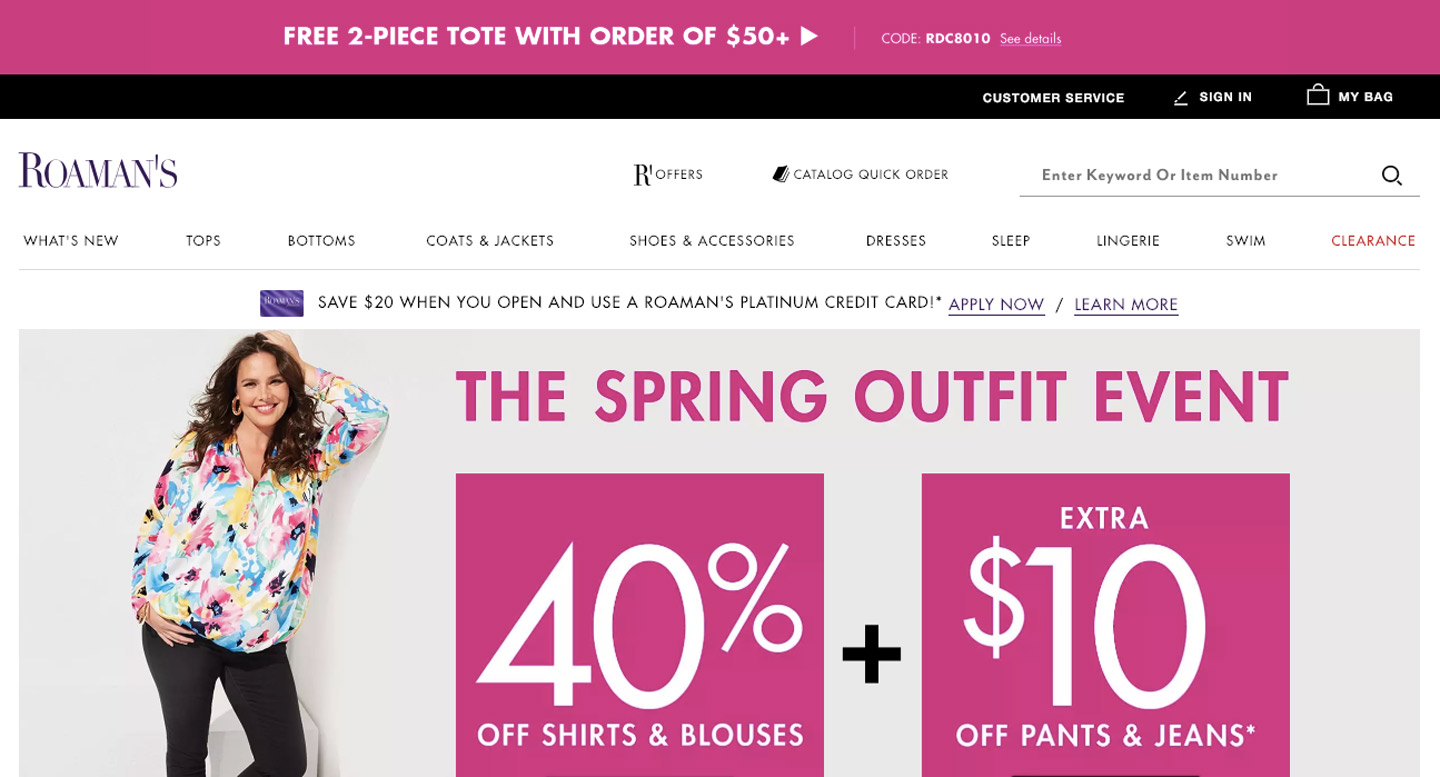 FREE 2-PIECE TOTE WITH ORDER OF $50+ CODE: RDC8010 See details
CUSTOMER SERVICE SIGN IN MY BAG
ROAMAN'S
R' OFFERS CATALOG QUICK ORDER Enter Keyword Or Item Number
WHAT'S NEW TOPS BOTTOMS COATS & JACKETS SHOES & ACCESSORIES DRESSES SLEEP LINGERIE SWIM CLEARANCE
ROAMAN'S SAVE $20 WHEN YOU OPEN AND USE A ROAMAN'S PLATINUM CREDIT CARD!* APPLY NOW / LEARN MORE
THE SPRING OUTFIT EVENT
40%
OFF SHIRTS & BLOUSES
+
EXTRA
$10
OFF PANTS & JEANS*